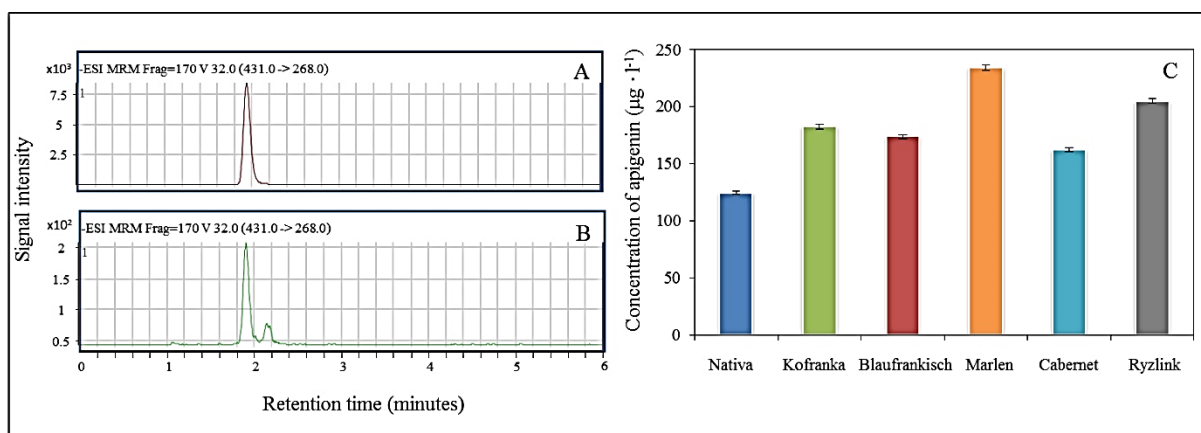 -ESI MRM Frag=170 V 32.0 (431.0 -> 268.0)
A
x10³
1
7.5
5
2.5
-ESI MRM Frag=170 V 32.0 (431.0 -> 268.0)
B
x10²
1
2
1.5
1
0.5
0 1 2 3 4 5 6
Signal intensity
Retention time (minutes)
C
Concentration of apigenin (µg · l⁻¹)
250
200
150
100
50
0
Nativa Kofranka Blaufrankisch Marlen Cabernet Ryzlink